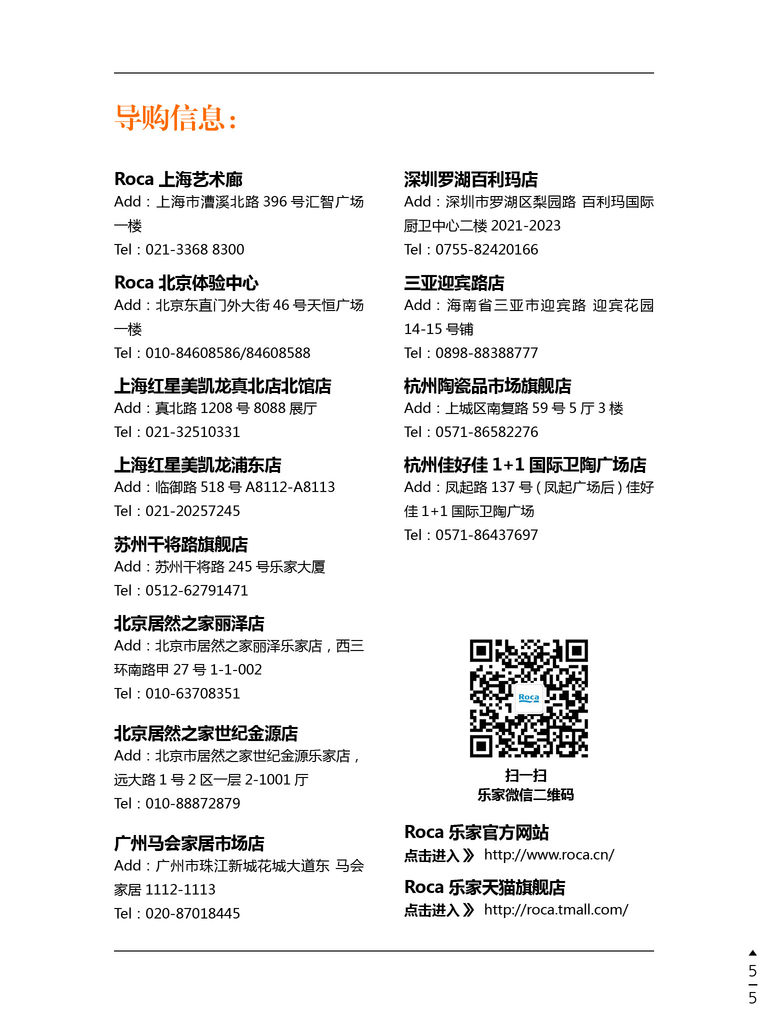 导购信息：
Roca 上海艺术廊
Add：上海市漕溪北路 396 号汇智广场
一楼
Tel：021-3368 8300
Roca 北京体验中心
Add：北京东直门外大街 46 号天恒广场
一楼
Tel：010-84608586/84608588
上海红星美凯龙真北店北馆店
Add：真北路 1208 号 8088 展厅
Tel：021-32510331
上海红星美凯龙浦东店
Add：临御路 518 号 A8112-A8113
Tel：021-20257245
苏州干将路旗舰店
Add：苏州干将路 245 号乐家大厦
Tel：0512-62791471
北京居然之家丽泽店
Add：北京市居然之家丽泽乐家店，西三
环南路甲 27 号 1-1-002
Tel：010-63708351
北京居然之家世纪金源店
Add：北京市居然之家世纪金源乐家店，
远大路 1 号 2 区一层 2-1001 厅
Tel：010-88872879
广州马会家居市场店
Add：广州市珠江新城花城大道东 马会
家居 1112-1113
Tel：020-87018445
深圳罗湖百利玛店
Add：深圳市罗湖区梨园路 百利玛国际
厨卫中心二楼 2021-2023
Tel：0755-82420166
三亚迎宾路店
Add：海南省三亚市迎宾路 迎宾花园
14-15 号铺
Tel：0898-88388777
杭州陶瓷品市场旗舰店
Add：上城区南复路 59 号 5 厅 3 楼
Tel：0571-86582276
杭州佳好佳 1+1 国际卫陶广场店
Add：凤起路 137 号 ( 凤起广场后 ) 佳好
佳 1+1 国际卫陶广场
Tel：0571-86437697
Roca
扫一扫
乐家微信二维码
Roca 乐家官方网站
点击进入 》 http://www.roca.cn/
Roca 乐家天猫旗舰店
点击进入 》 http://roca.tmall.com/
5
5